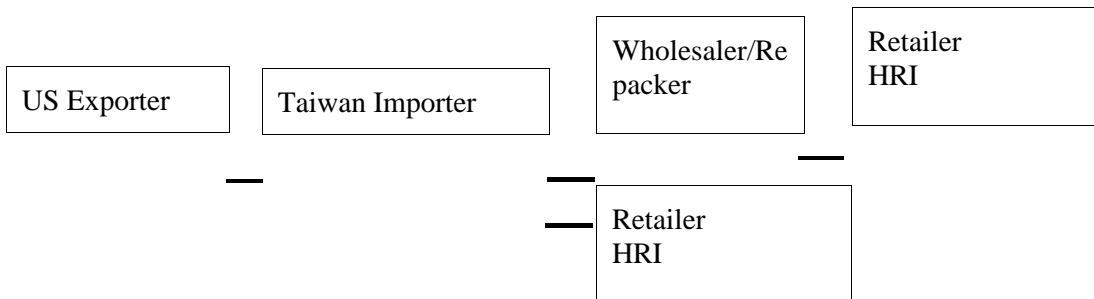 US Exporter
Taiwan Importer
Wholesaler/Re
packer
Retailer
HRI
Retailer
HRI